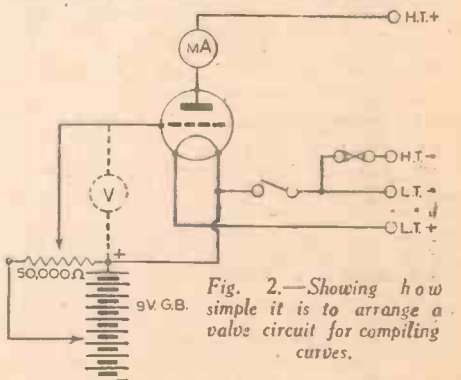 H.T.+
MA
V
H.T.-
L.T.-
L.T.+
+
50,000Ω
9V. G.B.
Fig. 2.—Showing how
simple it is to arrange a
valve circuit for compiling
curves.